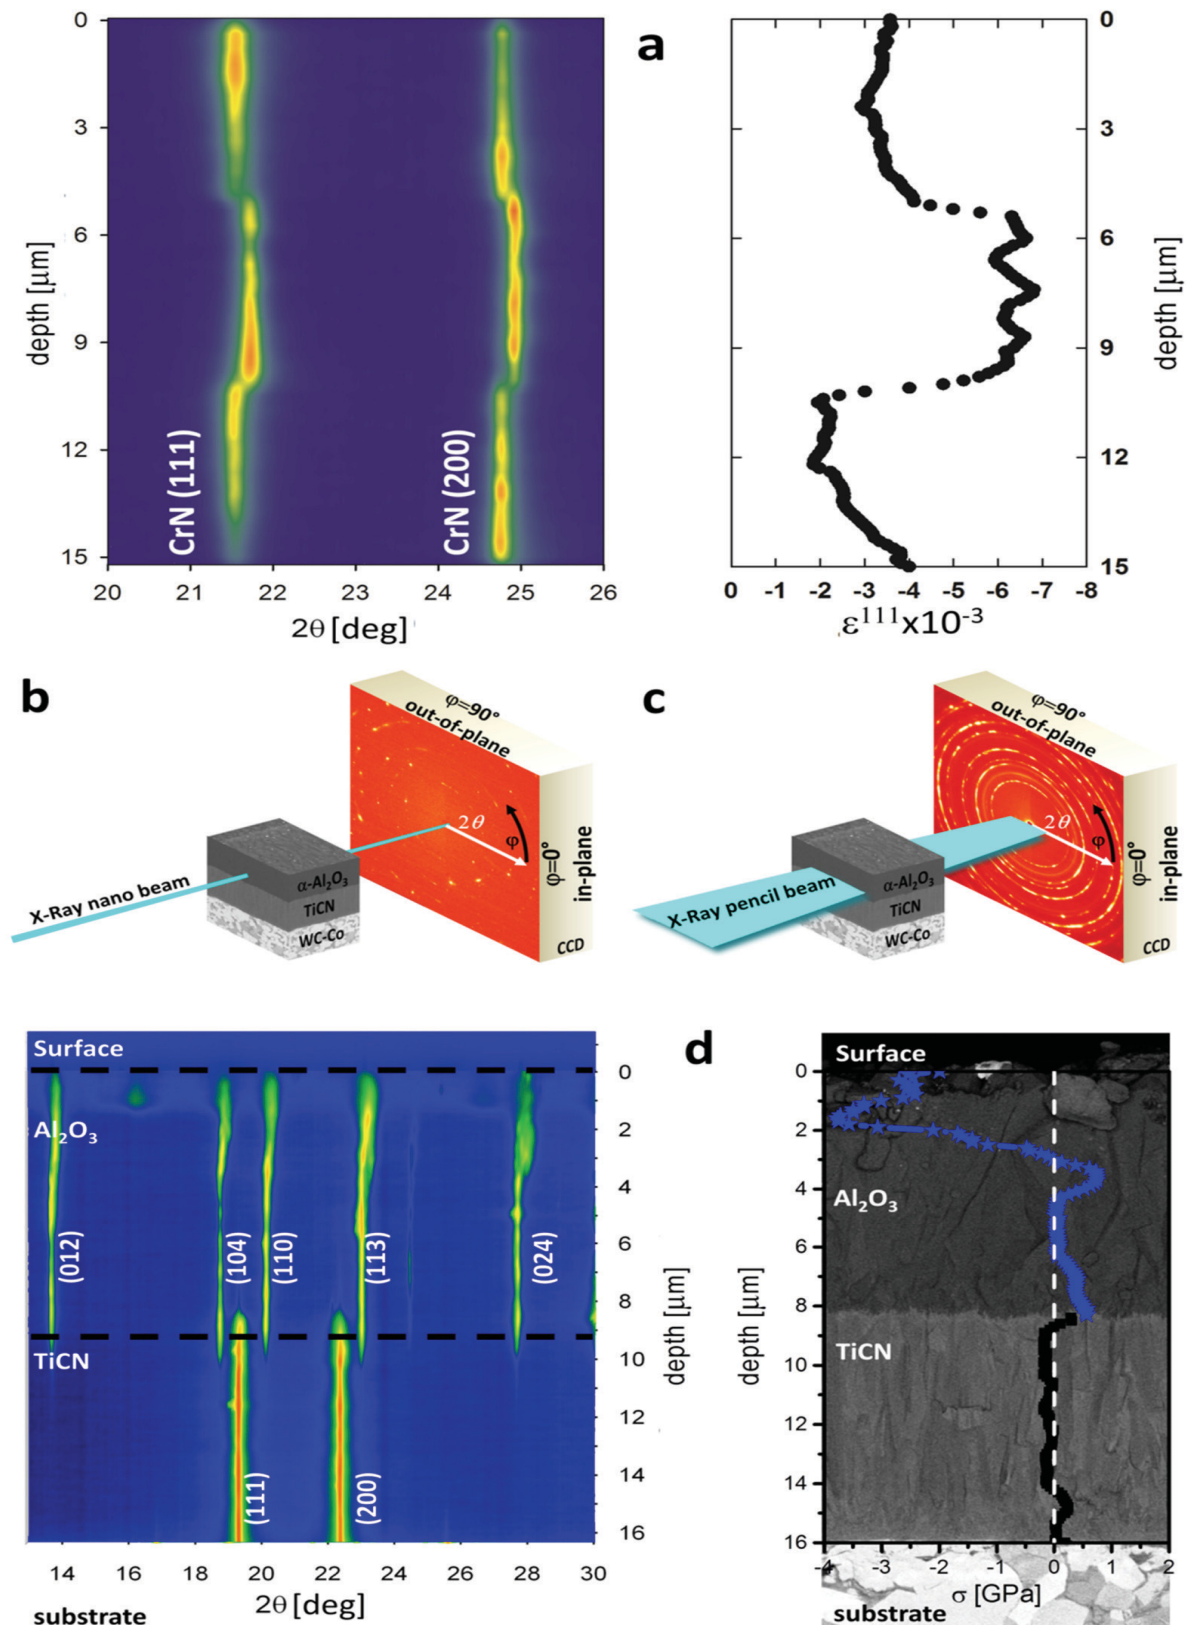 a
0
3
6
9
12
15
depth [μm]
CrN (111)
CrN (200)
20 21 22 23 24 25 26
2θ [deg]
0
3
6
9
12
15
depth [μm]
0 -1 -2 -3 -4 -5 -6 -7 -8
ε¹¹¹x10⁻³
b
φ=90°
out-of-plane
2θ
φ
φ=0°
in-plane
X-Ray nano beam
α-Al₂O₃
TiCN
WC-Co
CCD
c
φ=90°
out-of-plane
2θ
φ
φ=0°
in-plane
X-Ray pencil beam
α-Al₂O₃
TiCN
WC-Co
CCD
Surface
Al₂O₃
(012)
(104)
(110)
(113)
(024)
TiCN
(111)
(200)
0
2
4
6
8
10
12
14
16
depth [μm]
14 16 18 20 22 24 26 28 30
2θ [deg]
substrate
d
Surface
Al₂O₃
TiCN
0
2
4
6
8
10
12
14
16
depth [μm]
-4 -3 -2 -1 0 1 2
σ [GPa]
substrate